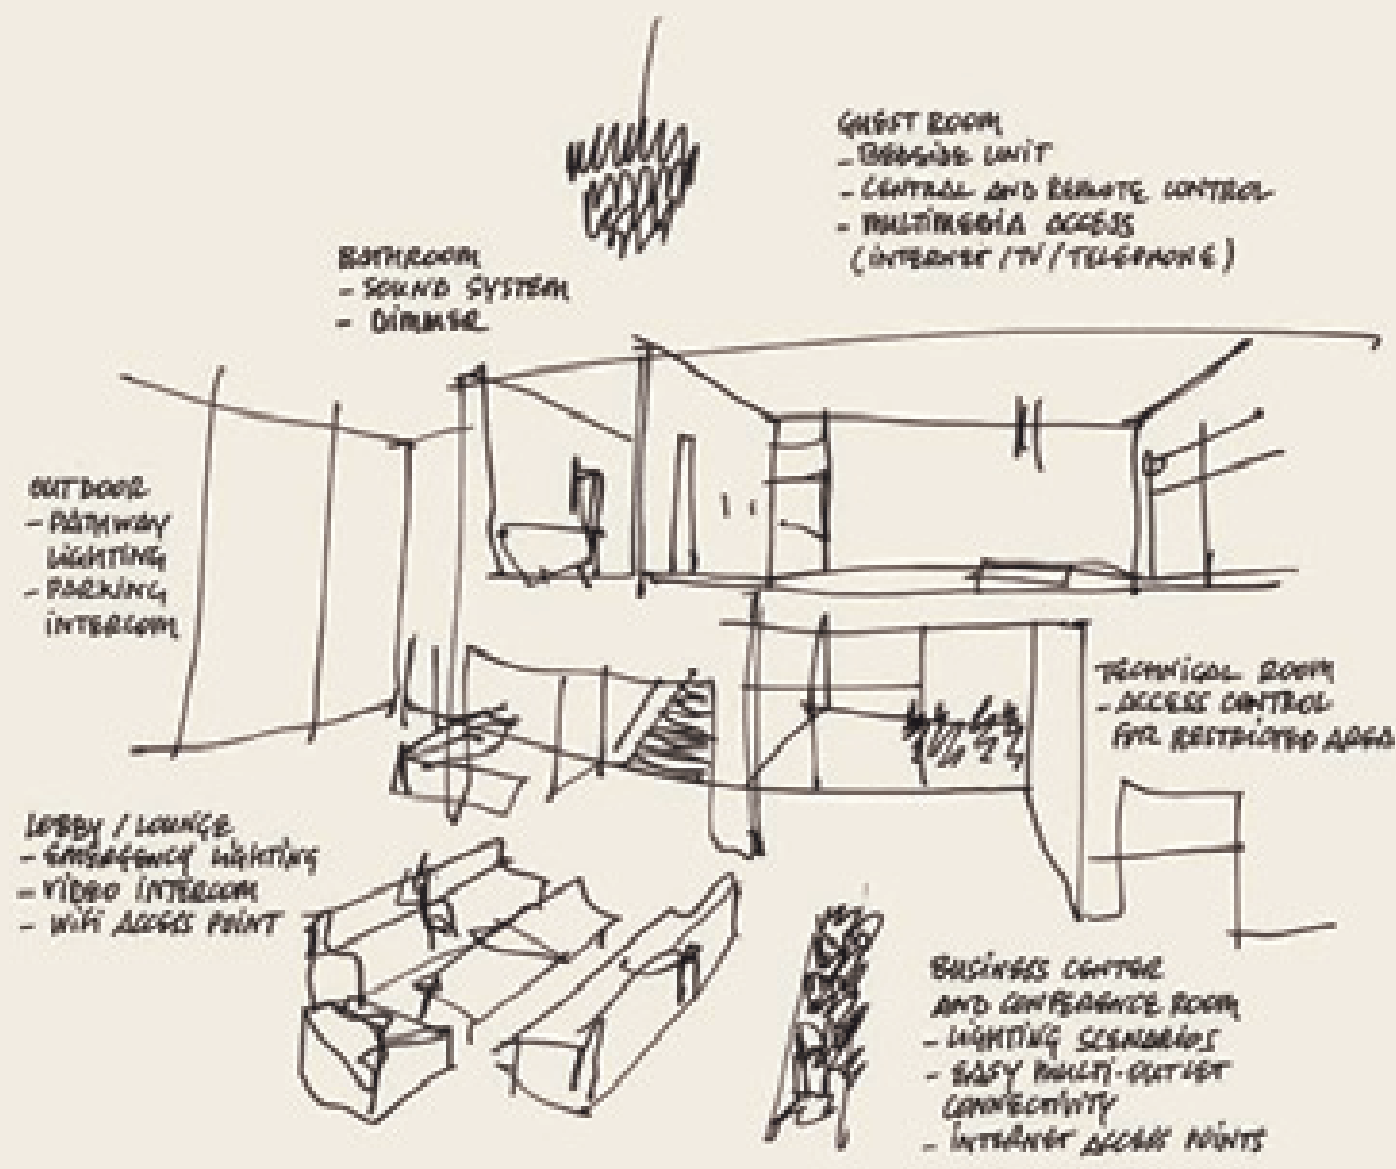 GUEST ROOM
- BEDSIDE UNIT
- CENTRAL AND REMOTE CONTROL
- MULTIMEDIA ACCESS
(INTERNET / TV / TELEPHONE)
BATHROOM
- SOUND SYSTEM
- DIMMER
OUTDOOR
- PATHWAY
LIGHTING
- PARKING
INTERCOM
TECHNICAL ROOM
- ACCESS CONTROL
FOR RESTRICTED AREA
LOBBY / LOUNGE
- EMERGENCY LIGHTING
- VIDEO INTERCOM
- WIFI ACCESS POINT
BUSINESS CENTER
AND CONFERENCE ROOM
- LIGHTING SCENARIOS
- EASY MULTI-OUTLET
CONNECTIVITY
- INTERNET ACCESS POINTS